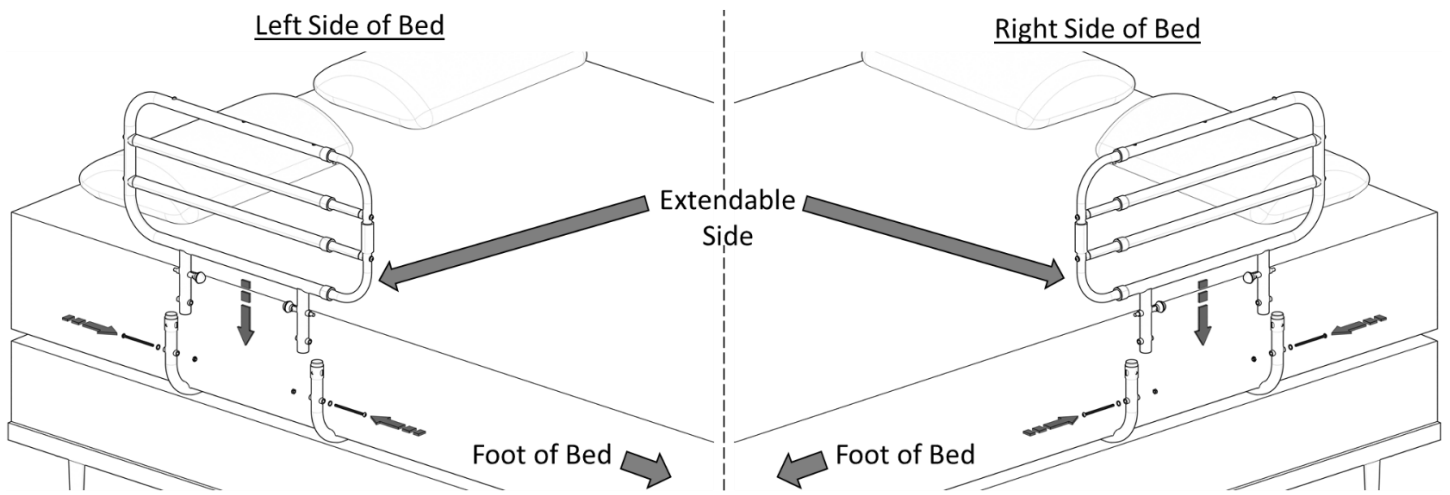 Left Side of Bed
Right Side of Bed
Extendable
Side
Foot of Bed
Foot of Bed